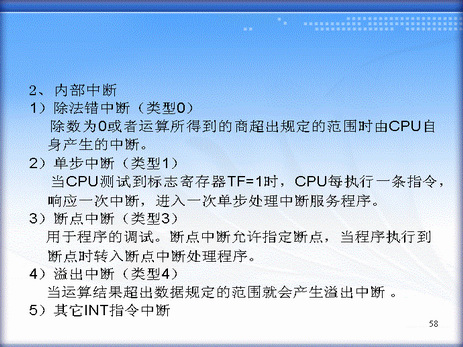 2、内部中断
1）除法错中断（类型0）
除数为0或者运算所得到的商超出规定的范围时由CPU自
身产生的中断。
2）单步中断（类型1）
当CPU测试到标志寄存器TF=1时，CPU每执行一条指令，
响应一次中断，进入一次单步处理中断服务程序。
3）断点中断（类型3）
用于程序的调试。断点中断允许指定断点，当程序执行到
断点时转入断点中断处理程序。
4）溢出中断（类型4）
当运算结果超出数据规定的范围就会产生溢出中断 。
5）其它INT指令中断
58